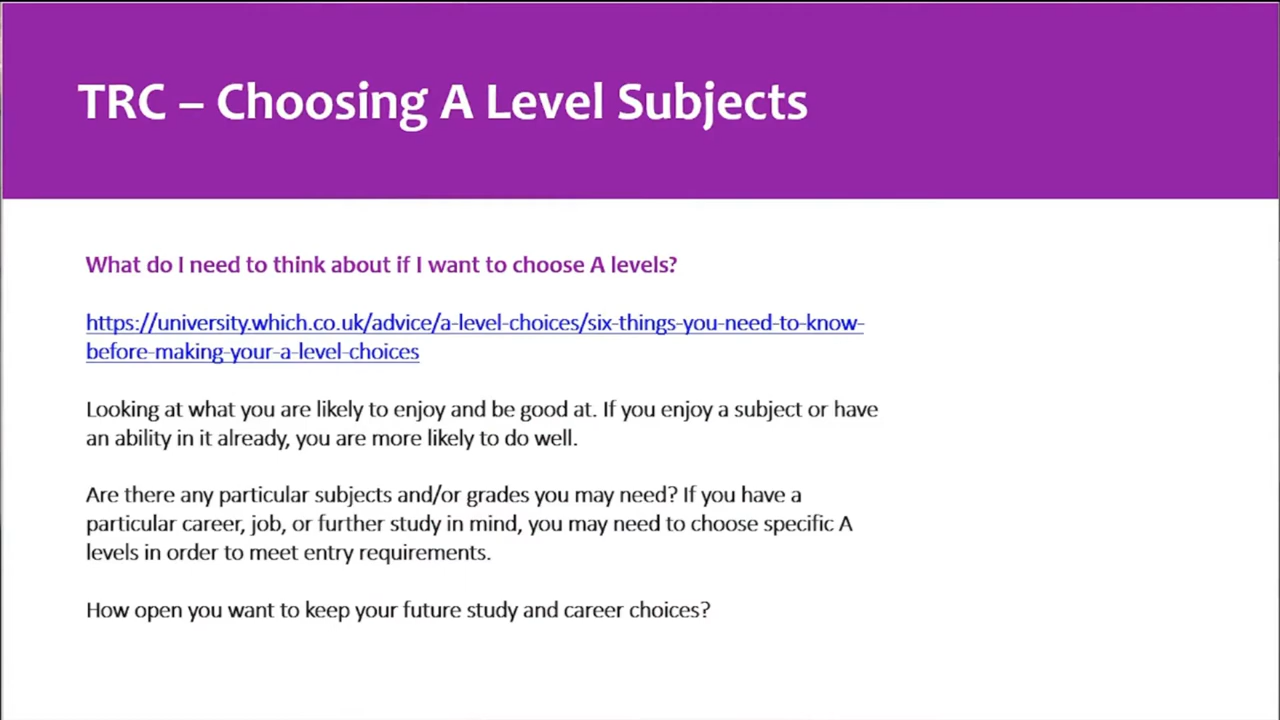 TRC – Choosing A Level Subjects
What do I need to think about if I want to choose A levels?
https://university.which.co.uk/advice/a-level-choices/six-things-you-need-to-know-
before-making-your-a-level-choices
Looking at what you are likely to enjoy and be good at. If you enjoy a subject or have
an ability in it already, you are more likely to do well.
Are there any particular subjects and/or grades you may need? If you have a
particular career, job, or further study in mind, you may need to choose specific A
levels in order to meet entry requirements.
How open you want to keep your future study and career choices?